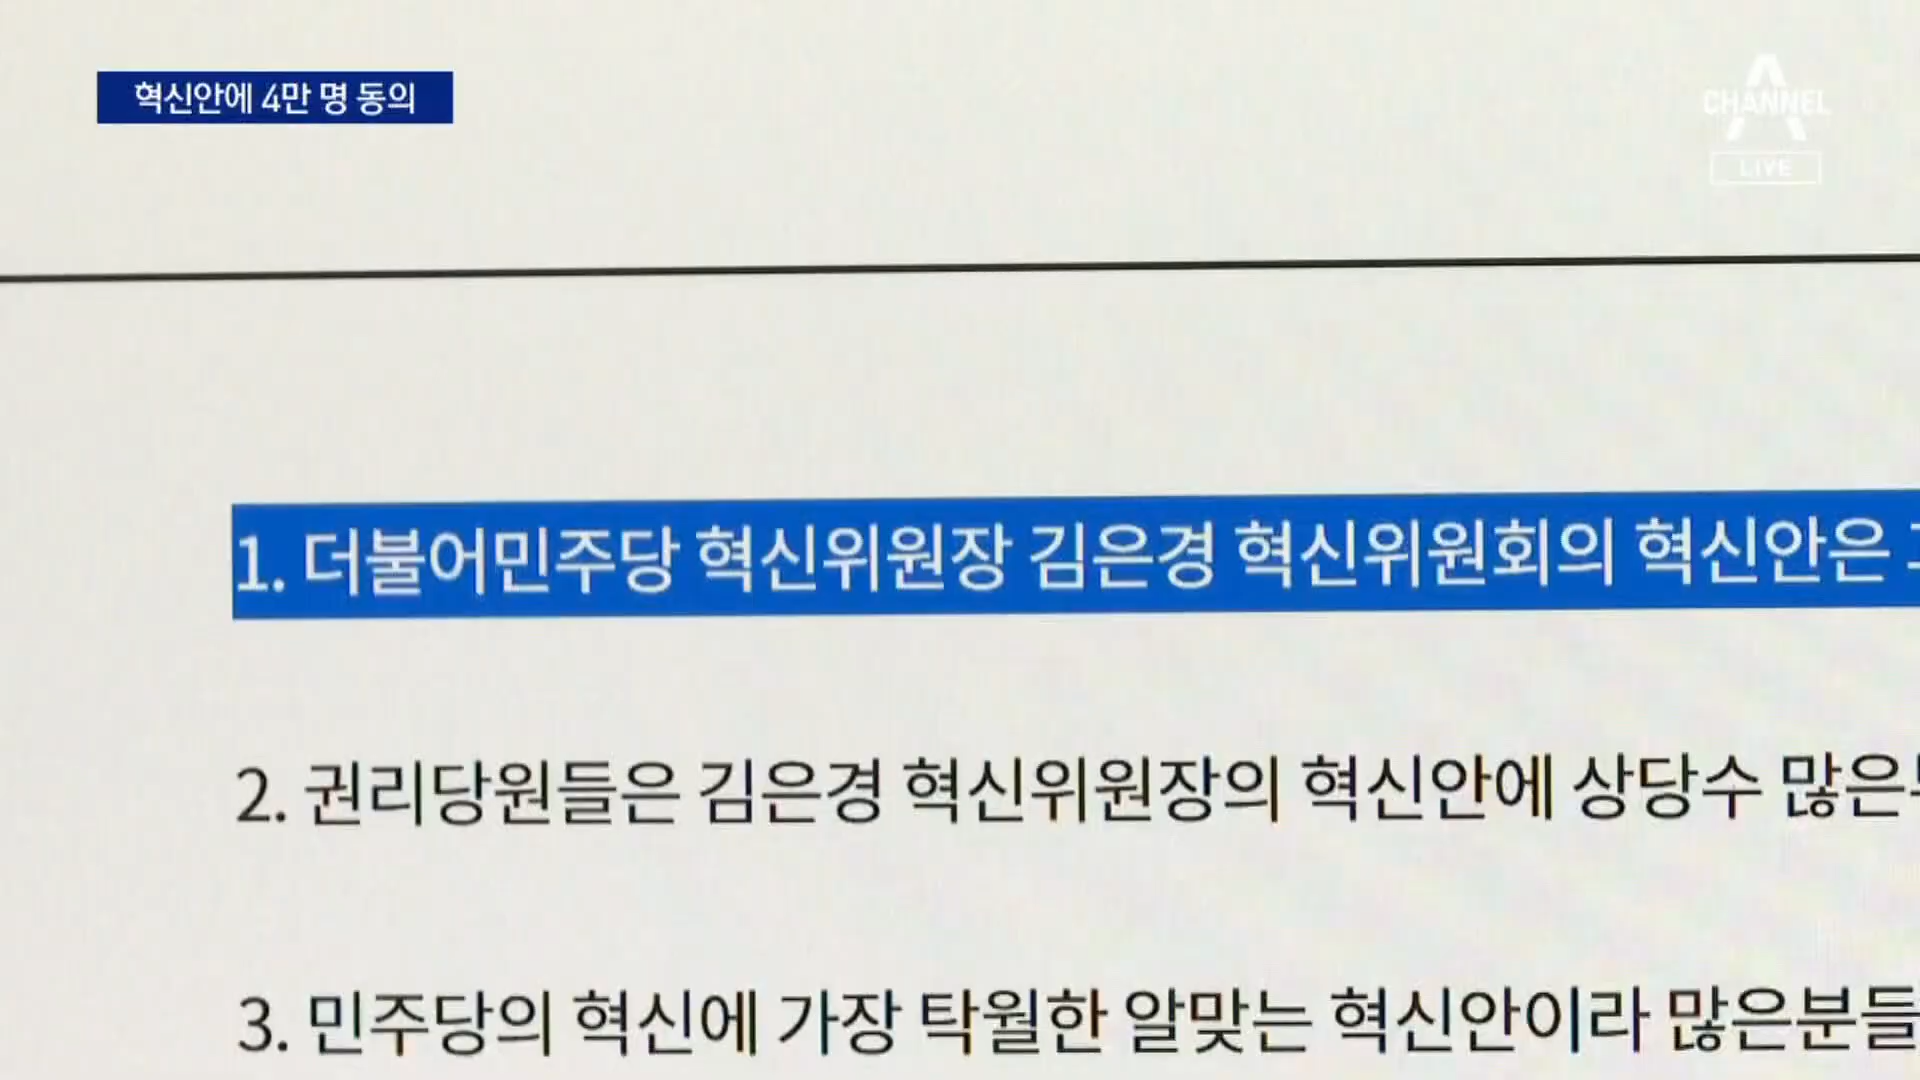 혁신안에 4만 명 동의
CHANNEL A
LIVE
1. 더불어민주당 혁신위원장 김은경 혁신위원회의 혁신안은
2. 권리당원들은 김은경 혁신위원장의 혁신안에 상당수 많은
3. 민주당의 혁신에 가장 탁월한 알맞는 혁신안이라 많은분들